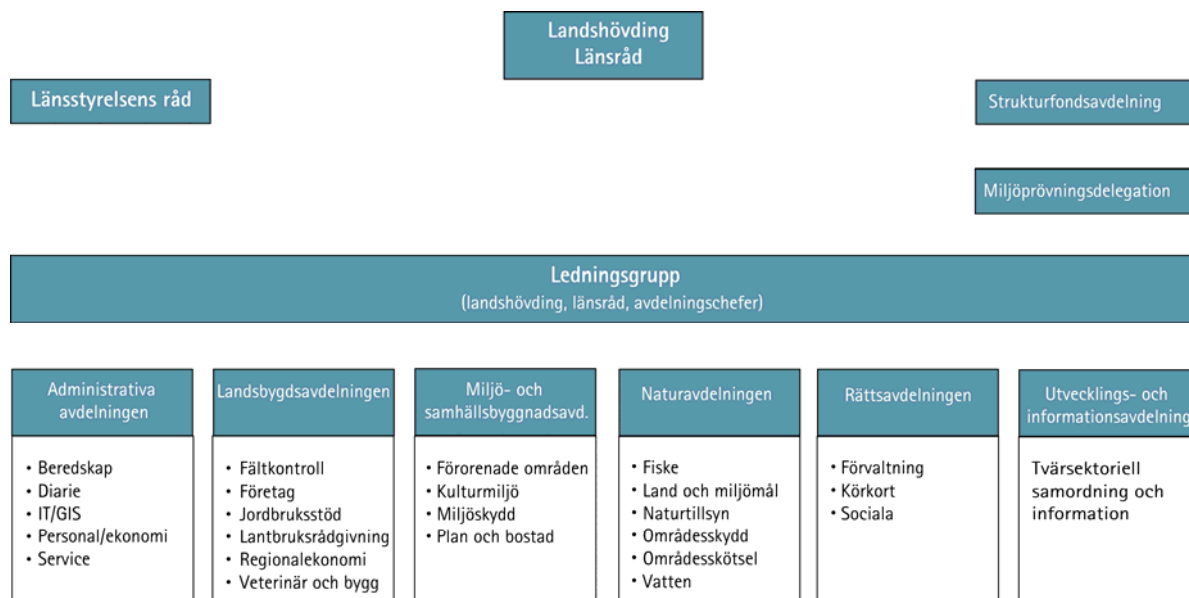 Landshövding
Länsråd
Länsstyrelsens råd
Strukturfondsavdelning
Miljöprövningsdelegation
Ledningsgrupp
(landshövding, länsråd, avdelningschefer)
Administrativa
avdelningen
• Beredskap
• Diarie
• IT/GIS
• Personal/ekonomi
• Service
Landsbygdsavdelningen
• Fältkontroll
• Företag
• Jordbruksstöd
• Lantbruksrådgivning
• Regionalekonomi
• Veterinär och bygg
Miljö- och
samhällsbyggnadsavd.
• Förorenade områden
• Kulturmiljö
• Miljöskydd
• Plan och bostad
Naturavdelningen
• Fiske
• Land och miljömål
• Naturtillsyn
• Områdesskydd
• Områdesskötsel
• Vatten
Rättsavdelningen
• Förvaltning
• Körkort
• Sociala
Utvecklings- och
informationsavdelning
Tvärsektoriell
samordning och
information